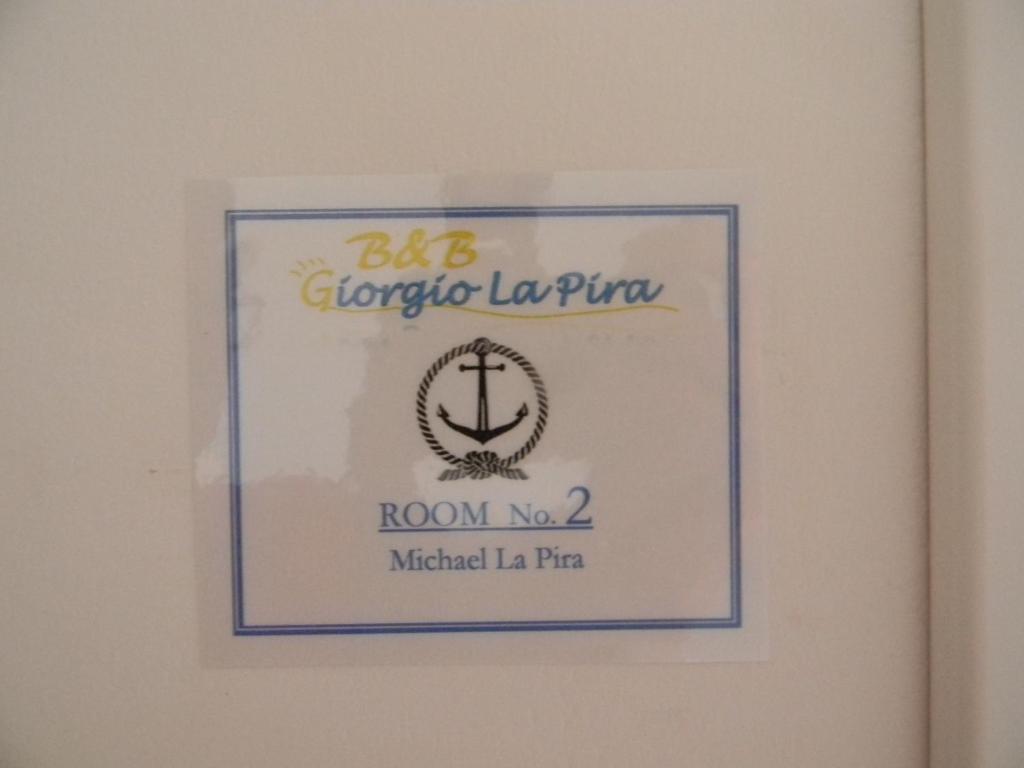 B&B
Giorgio La Pira
ROOM No. 2
Michael La Pira